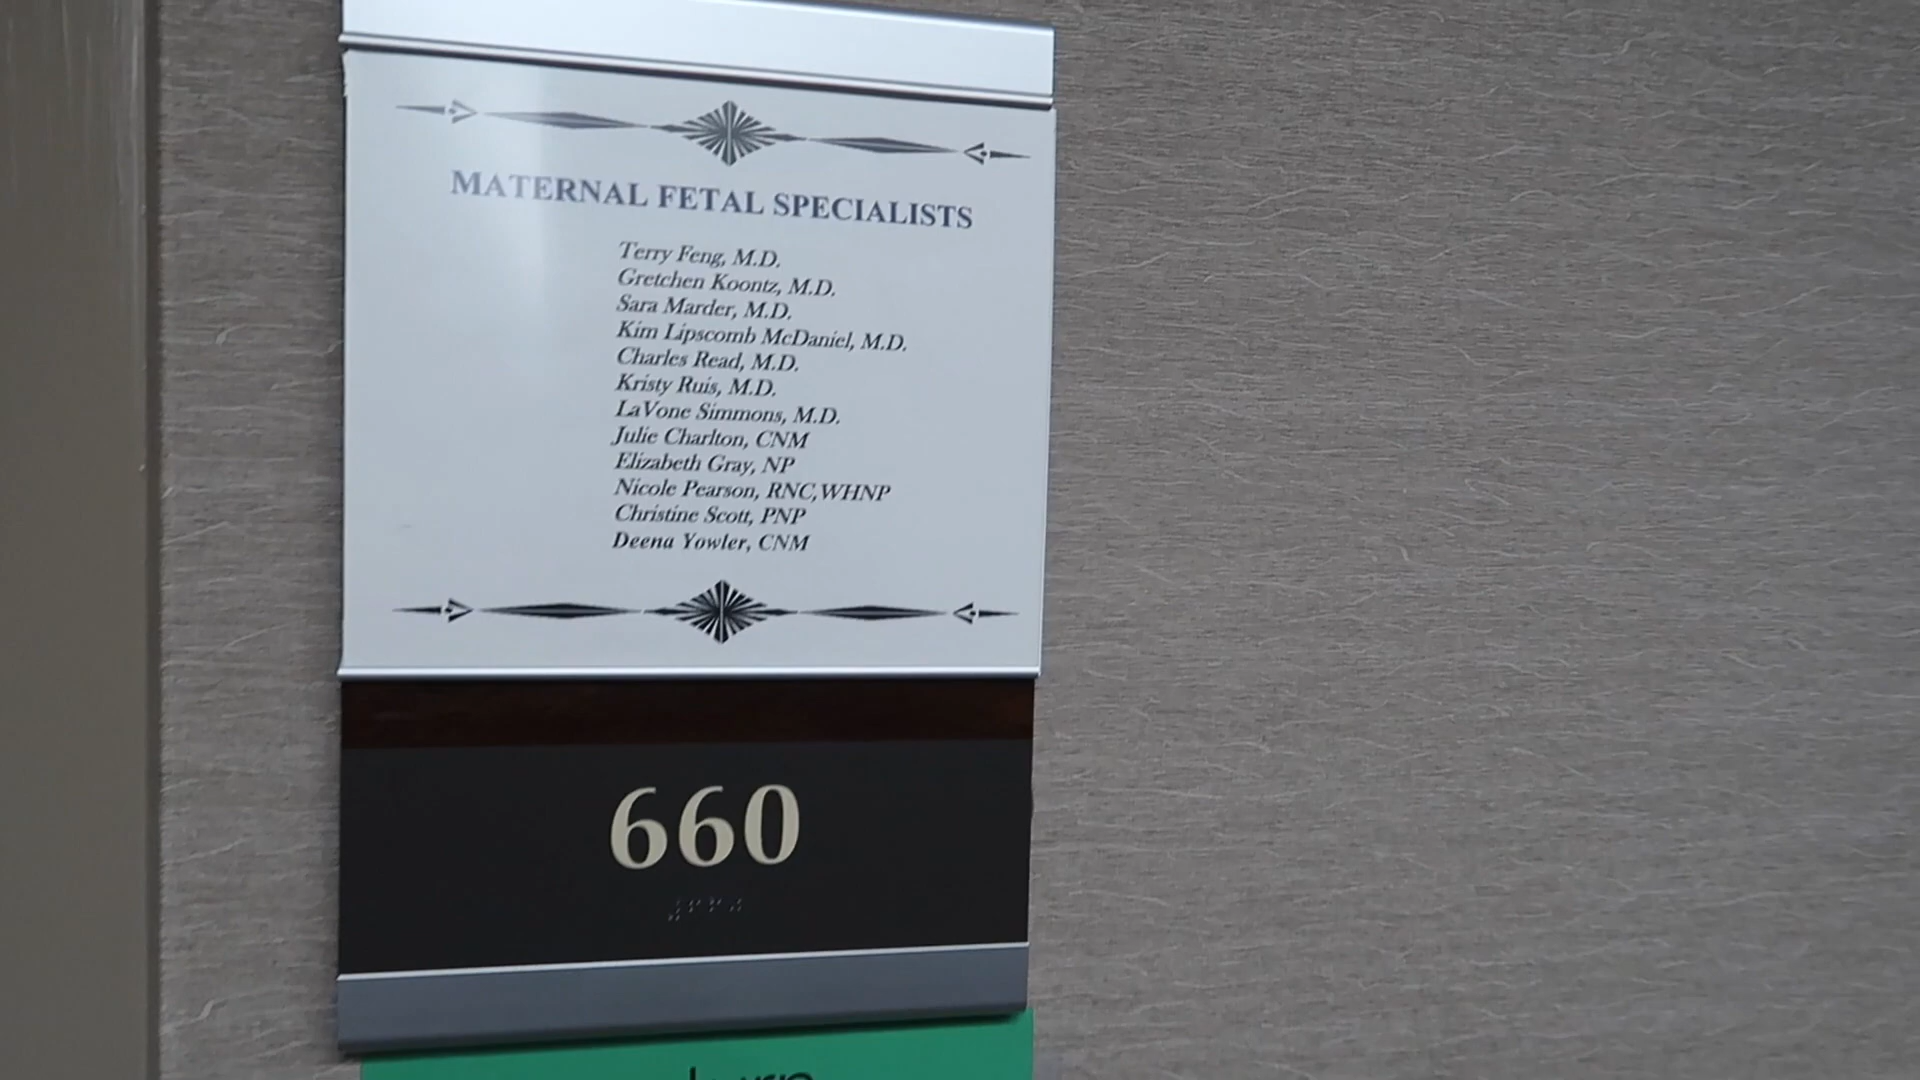 MATERNAL FETAL SPECIALISTS
Terry Feng, M.D.
Gretchen Koontz, M.D.
Sara Marder, M.D.
Kim Lipscomb McDaniel, M.D.
Charles Read, M.D.
Kristy Ruis, M.D.
LaVone Simmons, M.D.
Julie Charlton, CNM
Elizabeth Gray, NP
Nicole Pearson, RNC,WHNP
Christine Scott, PNP
Deena Yowler, CNM
660